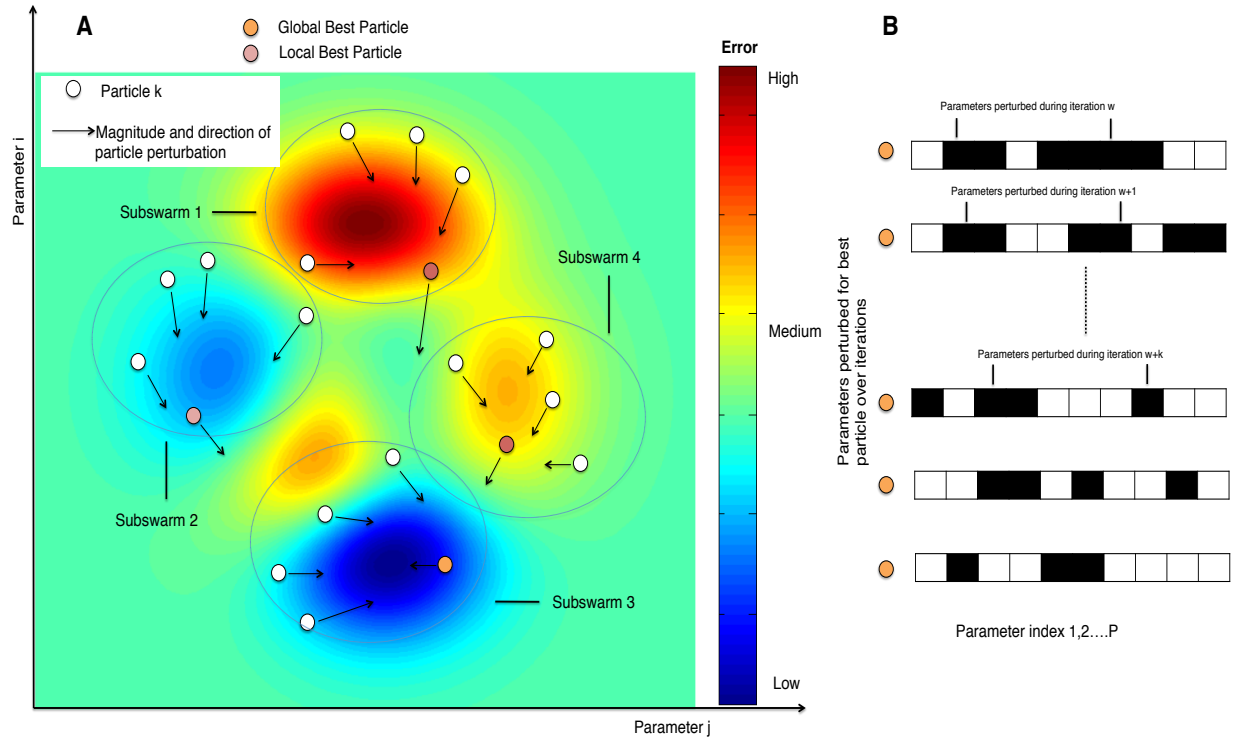 A
Global Best Particle
Local Best Particle
Error
High
Medium
Low
Particle k
Magnitude and direction of
particle perturbation
Subswarm 1
Subswarm 4
Subswarm 2
Subswarm 3
Parameter i
Parameter j
B
Parameters perturbed during iteration w
Parameters perturbed during iteration w+1
Parameters perturbed during iteration w+k
Parameters perturbed for best
particle over iterations
Parameter index 1,2....P